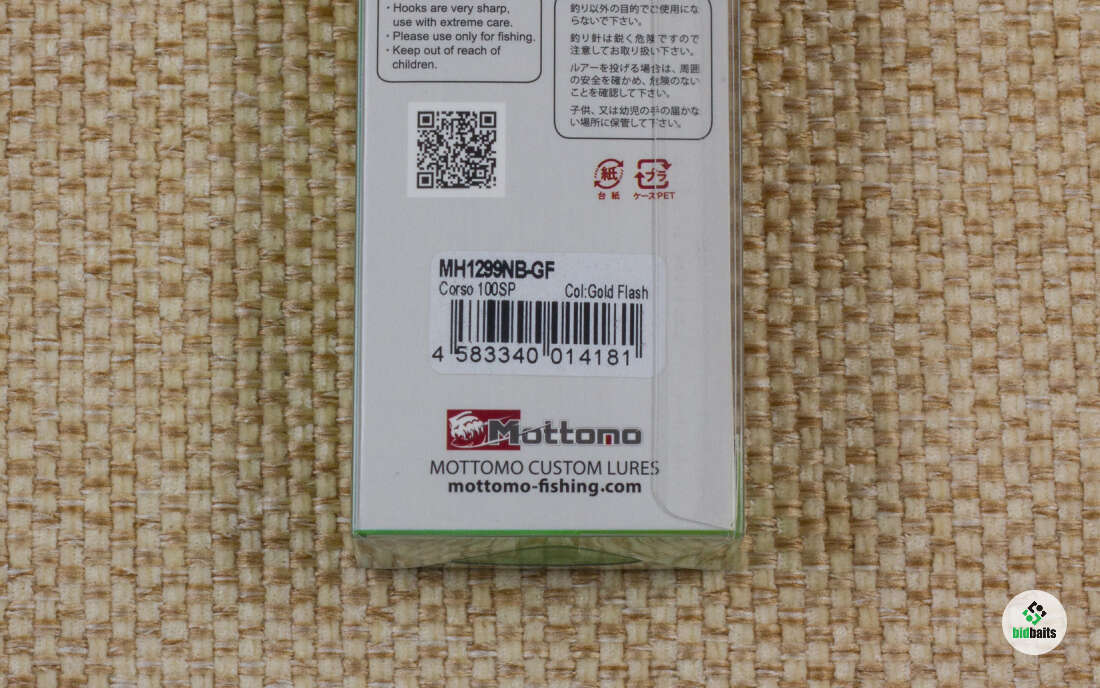 · Hooks are very sharp,
use with extreme care.
· Please use only for fishing.
· Keep out of reach of
children.
釣り以外の目的でご使用にな
らないで下さい。
釣り針は鋭く危険ですので
注意してお取り扱い下さい。
ルアーを投げる場合は、周囲
の安全を確かめ、危険のない
ことを確認して下さい。
子供、又は幼児の手の届かな
い場所に保管して下さい。
紙
台紙
プラ
ケース:PET
MH1299NB-GF
Corso 100SP Col:Gold Flash
4 583340 014181
Mottomo
MOTTOMO CUSTOM LURES
mottomo-fishing.com
bidbaits